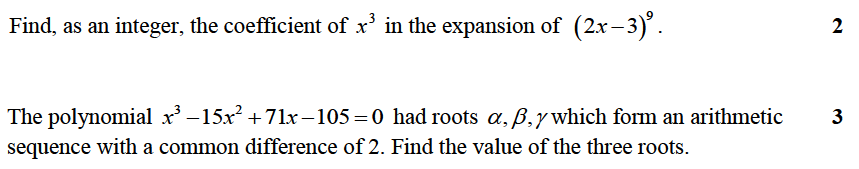 Find, as an integer, the coefficient of x³ in the expansion of (2x−3)⁹. 2
The polynomial x³−15x²+71x−105=0 had roots α, β, γ which form an arithmetic 3
sequence with a common difference of 2. Find the value of the three roots.